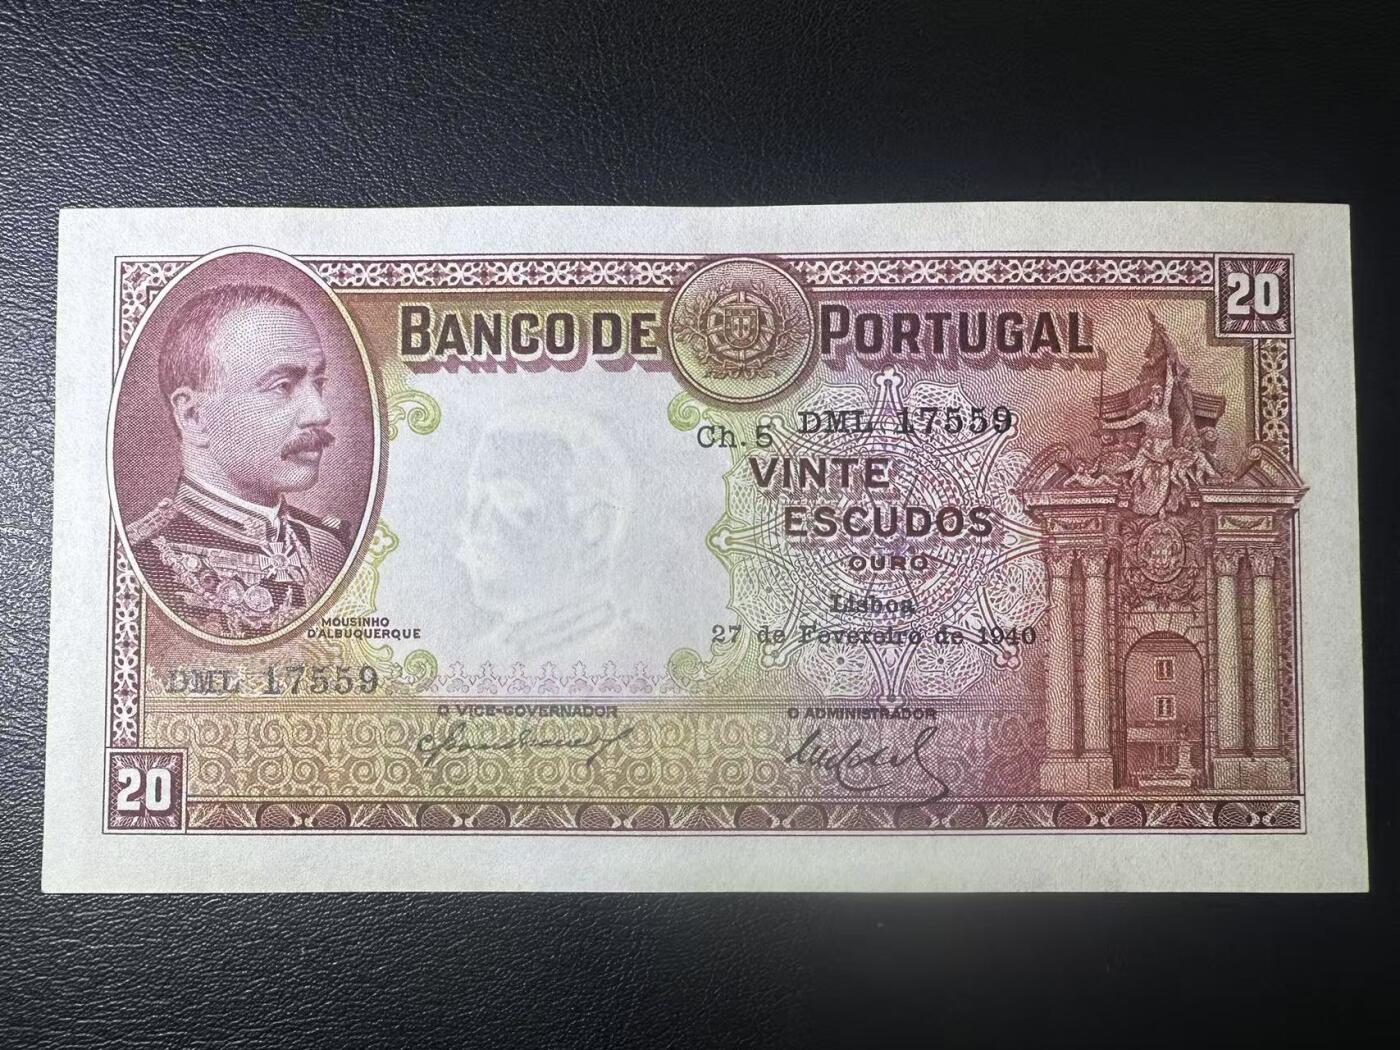 20
BANCO DE PORTUGAL
Ch. 5 DML 17559
VINTE
ESCUDOS
OURO
Lisboa
27 de Fevereiro de 1940
MOUSINHO
D'ALBUQUERQUE
DML 17559
O VICE-GOVERNADOR
O ADMINISTRADOR
20